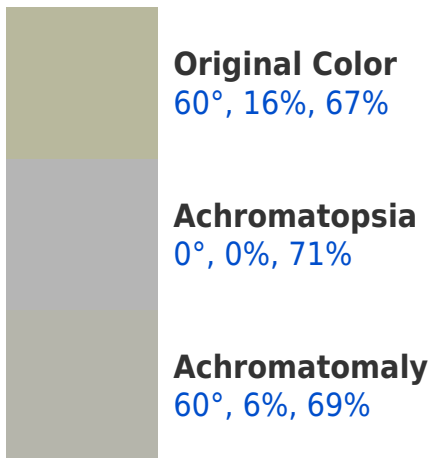 Original Color
60°, 16%, 67%
Achromatopsia
0°, 0%, 71%
Achromatomaly
60°, 6%, 69%